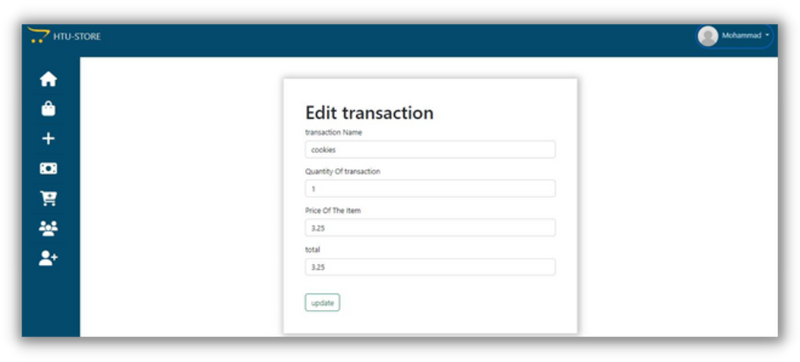 HTU-STORE
Mohammad
Edit transaction
transaction Name
cookies
Quantity Of transaction
1
Price Of The Item
3.25
total
3.25
update